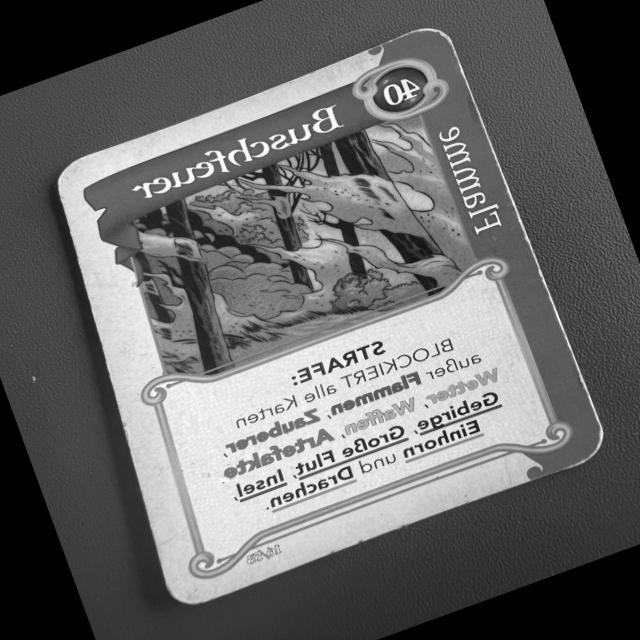 40
Buschfeuer
Flamme
STRAFE:
BLOCKIERT alle Karten
außer Flammen, Zauberer,
Wetter, Waffen, Artefakte
Gebirge, Große Flut, Insel,
Einhorn und Drachen.